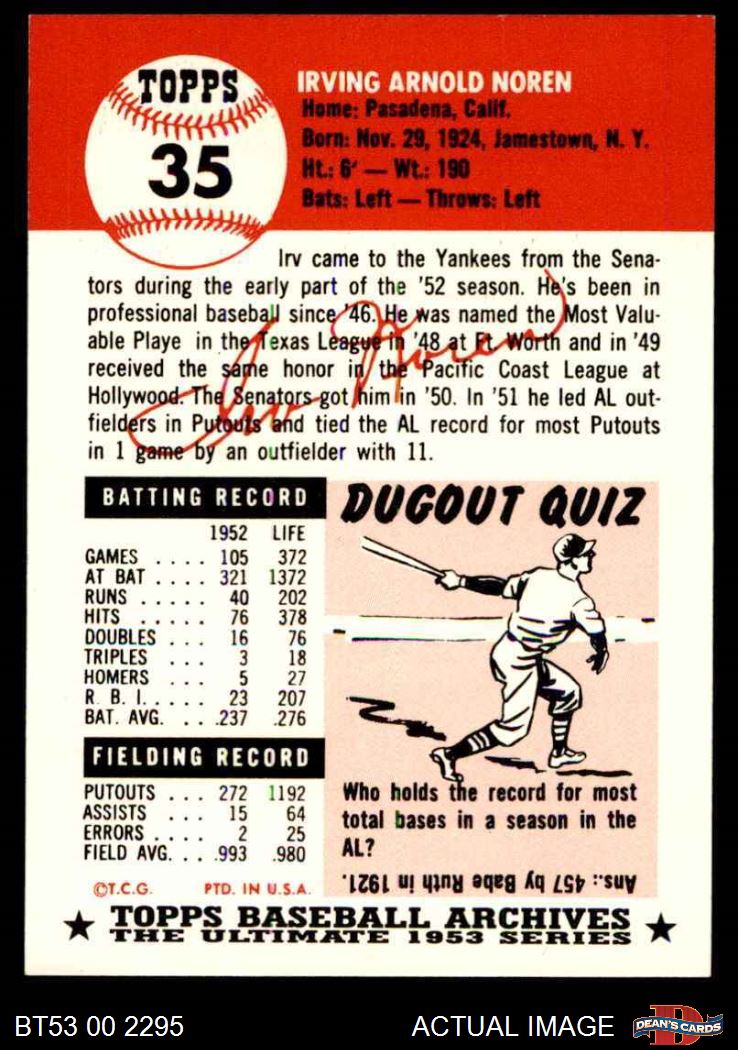 TOPPS
35
IRVING ARNOLD NOREN
Home: Pasadena, Calif.
Born: Nov. 29, 1924, Jamestown, N. Y.
Ht.: 6' — Wt.: 190
Bats: Left — Throws: Left
Irv came to the Yankees from the Sena-
tors during the early part of the '52 season. He's been in
professional baseball since '46. He was named the Most Valu-
able Playe in the Texas League in '48 at Ft. Worth and in '49
received the same honor in the Pacific Coast League at
Hollywood. The Senators got him in '50. In '51 he led AL out-
fielders in Putouts and tied the AL record for most Putouts
in 1 game by an outfielder with 11.
Irv Noren
BATTING RECORD
1952 LIFE
GAMES .... 105 372
AT BAT .... 321 1372
RUNS ..... 40 202
HITS ..... 76 378
DOUBLES ... 16 76
TRIPLES ... 3 18
HOMERS ... 5 27
R. B. I. .... 23 207
BAT. AVG. ... .237 .276
FIELDING RECORD
PUTOUTS ... 272 1192
ASSISTS ... 15 64
ERRORS .... 2 25
FIELD AVG. ... .993 .980
©T.C.G. PTD. IN U.S.A.
DUGOUT QUIZ
Who holds the record for most
total bases in a season in the
AL?
Ans.: 457 by Babe Ruth in 1921.
★ TOPPS BASEBALL ARCHIVES ★
THE ULTIMATE 1953 SERIES
BT53 00 2295
ACTUAL IMAGE
D
DEAN'S CARDS